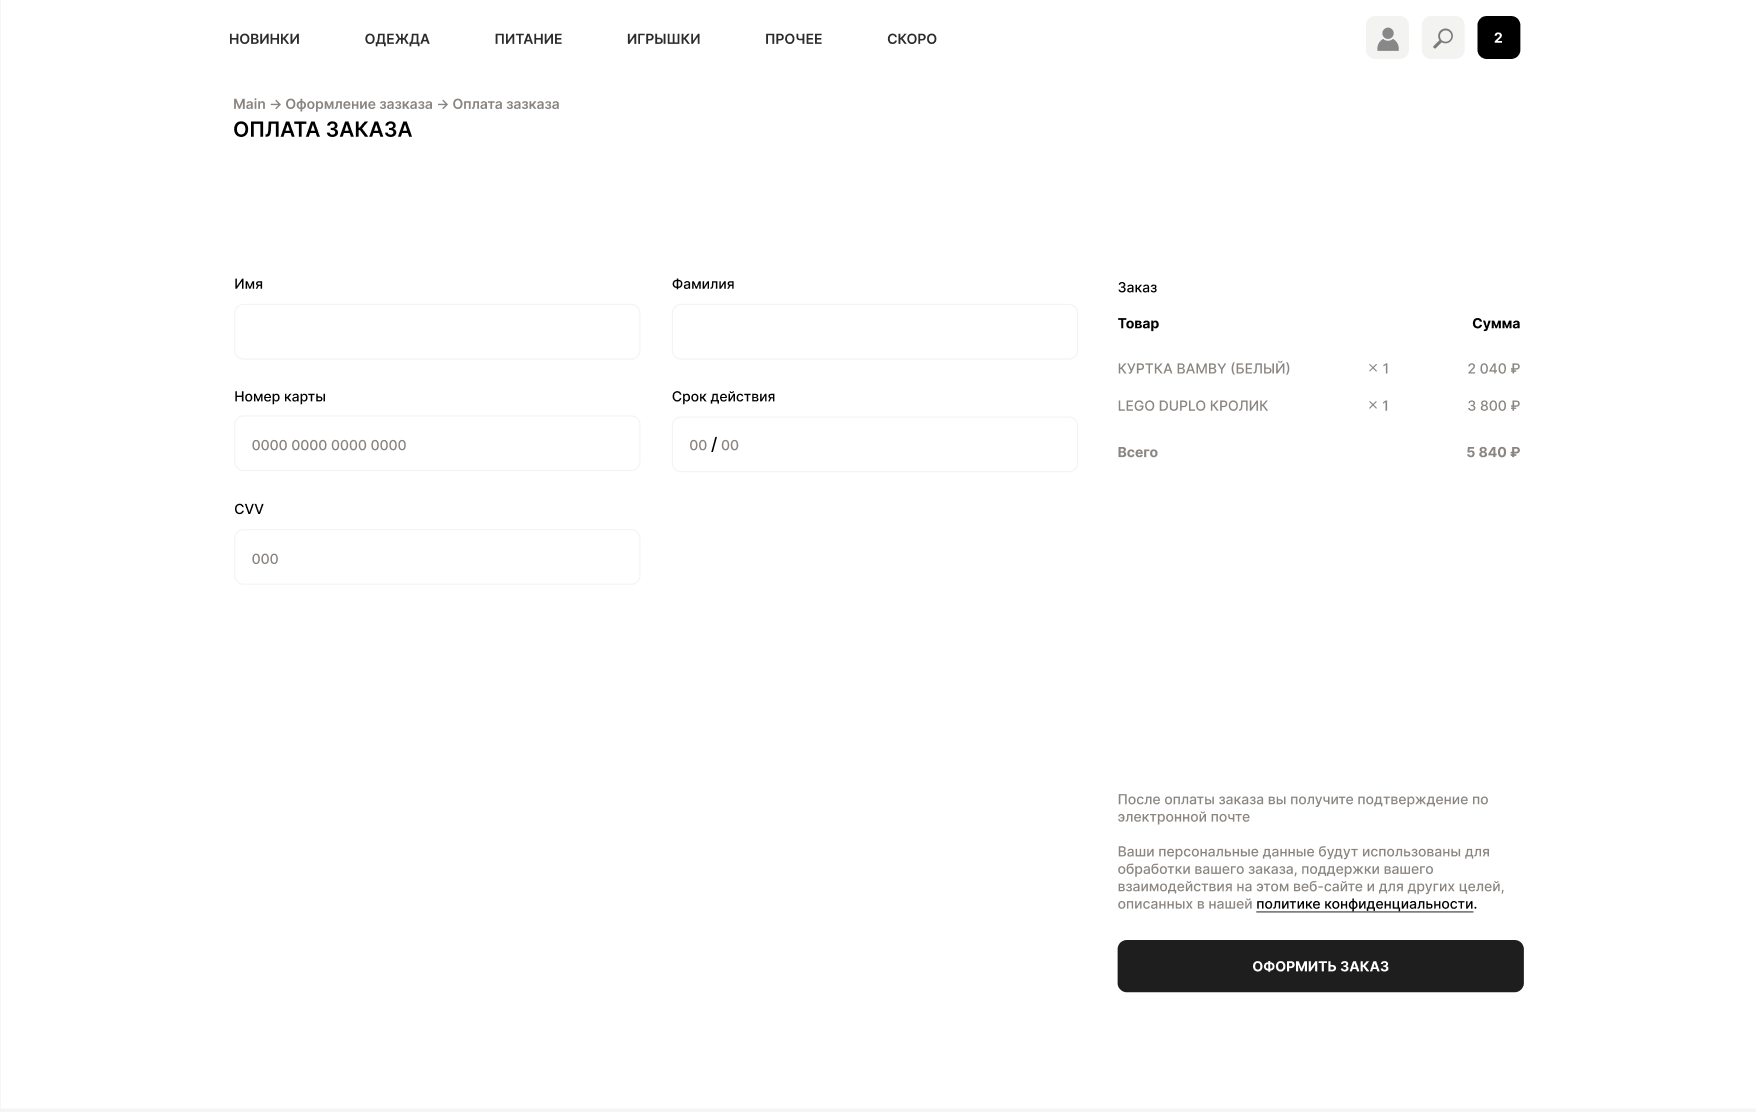 НОВИНКИ ОДЕЖДА ПИТАНИЕ ИГРЫШКИ ПРОЧЕЕ СКОРО 2
Main → Оформление зазказа → Оплата зазказа
ОПЛАТА ЗАКАЗА
Имя
Фамилия
Номер карты
0000 0000 0000 0000
Срок действия
00 / 00
CVV
000
Заказ
Товар Сумма
КУРТКА BAMBY (БЕЛЫЙ) × 1 2 040 ₽
LEGO DUPLO КРОЛИК × 1 3 800 ₽
Всего 5 840 ₽
После оплаты заказа вы получите подтверждение по
электронной почте
Ваши персональные данные будут использованы для
обработки вашего заказа, поддержки вашего
взаимодействия на этом веб-сайте и для других целей,
описанных в нашей политике конфиденциальности.
ОФОРМИТЬ ЗАКАЗ